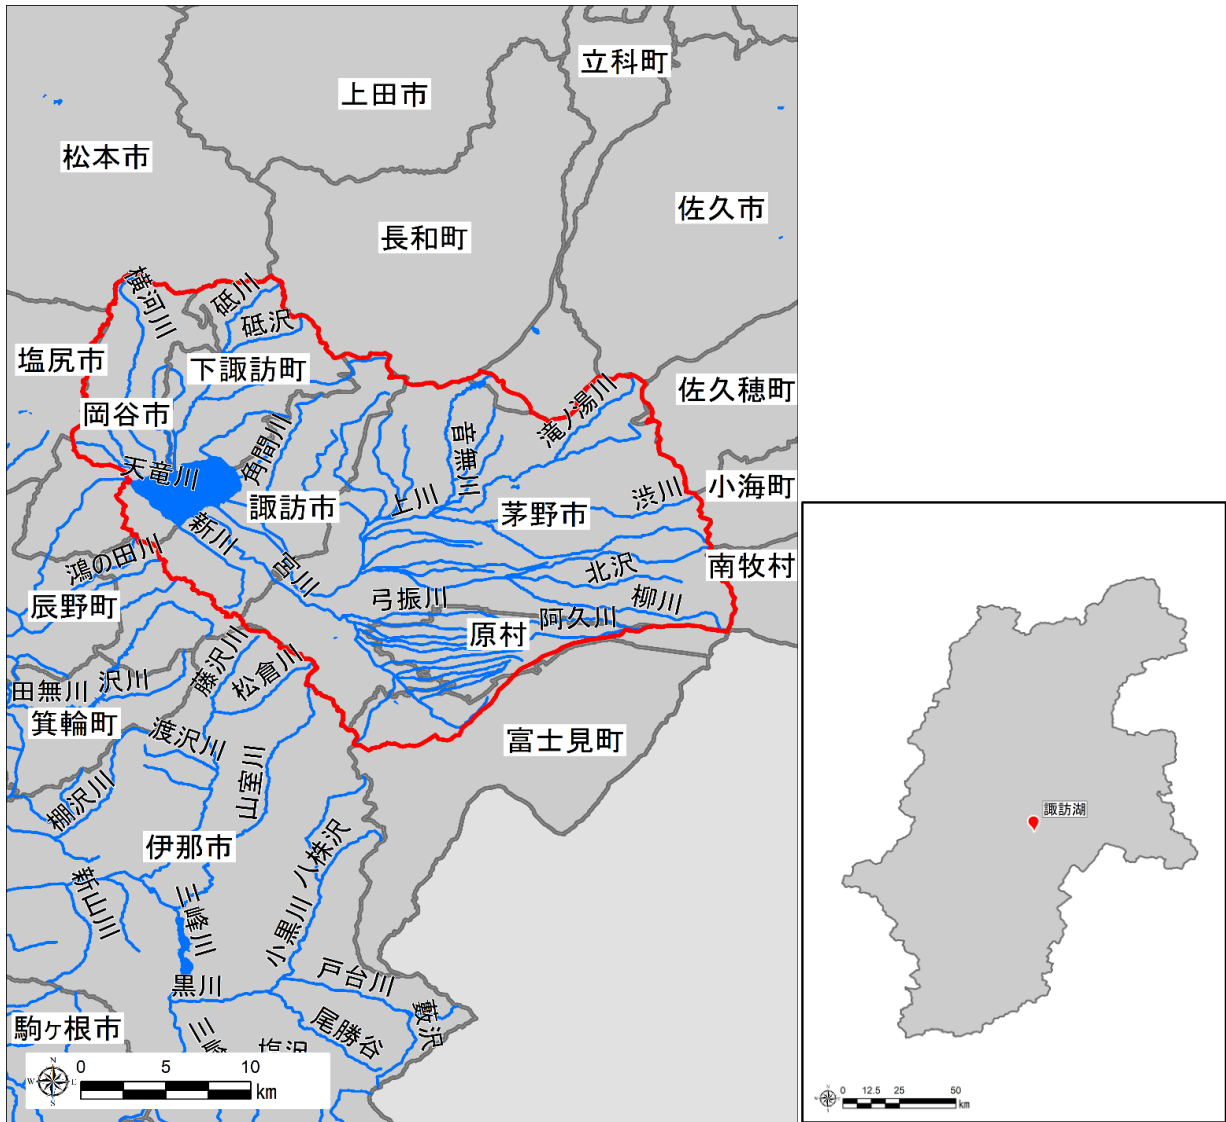 立科町
上田市
松本市
佐久市
長和町
横河川
砥川
砥沢
塩尻市
下諏訪町
佐久穂町
岡谷市
滝ノ湯川
角間川
音無川
天竜川
小海町
諏訪市
上川
茅野市
渋川
新川
鴻の田川
宮川
北沢
南牧村
辰野町
弓振川
柳川
阿久川
原村
藤沢川
松倉川
沢川
田無川
箕輪町
渡沢川
富士見町
山室川
棚沢川
伊那市
八株沢
新山川
三峰川
小黒川
戸台川
黒川
藪沢
駒ヶ根市
三峰
塩沢
尾勝谷
N
W E
S
0 5 10
km
諏訪湖
0 12.5 25 50
km